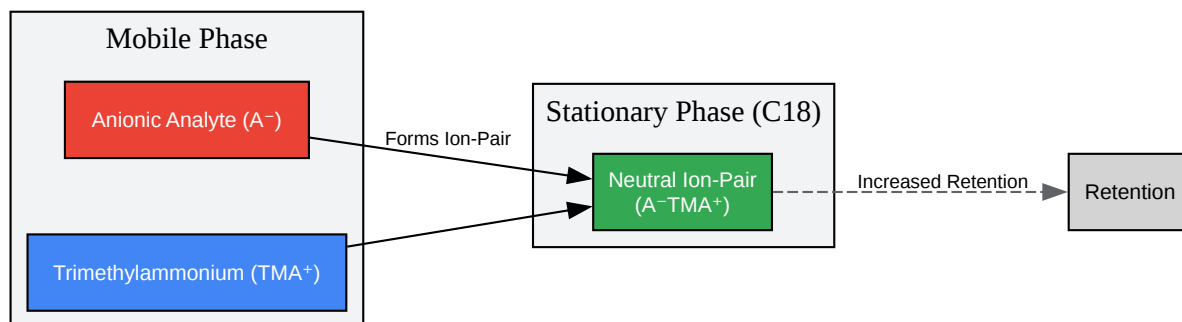 Mobile Phase
Anionic Analyte (A⁻)
Forms Ion-Pair
Trimethylammonium (TMA⁺)
Stationary Phase (C18)
Neutral Ion-Pair
(A⁻TMA⁺)
Increased Retention
Retention